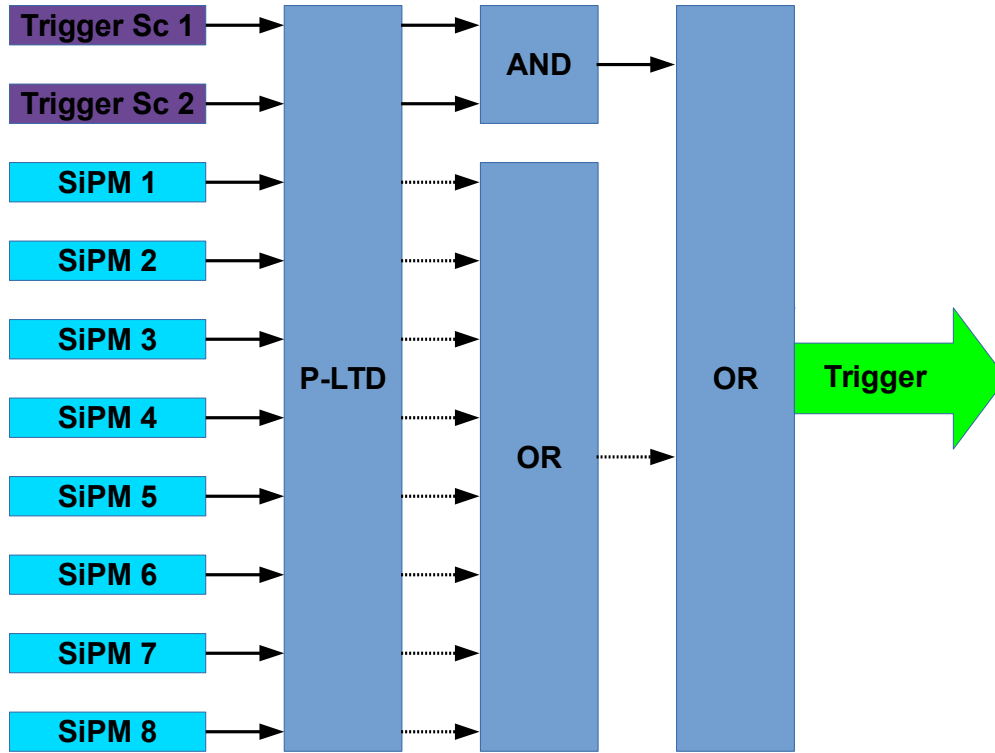 Trigger Sc 1
Trigger Sc 2
AND
SiPM 1
SiPM 2
SiPM 3
P-LTD
OR
Trigger
SiPM 4
OR
SiPM 5
SiPM 6
SiPM 7
SiPM 8